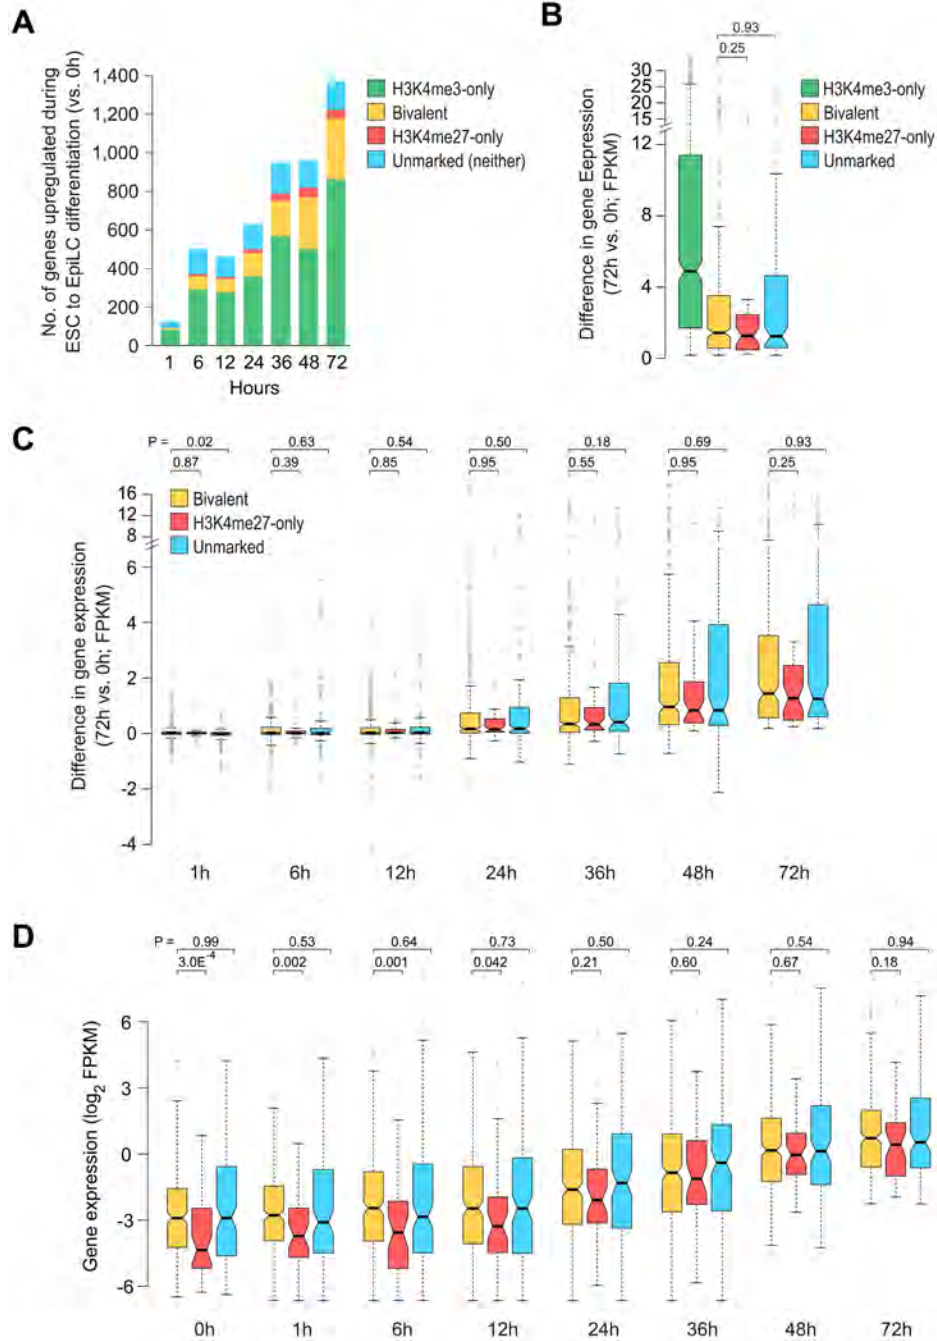 A
No. of genes upregulated during
ESC to EpiLC differentiation (vs. 0h)
1,400
1,200
1,000
800
600
400
200
0
1 6 12 24 36 48 72
Hours
H3K4me3-only
Bivalent
H3K4me27-only
Unmarked (neither)
B
0.93
0.25
Difference in gene Eepression
(72h vs. 0h; FPKM)
30
25
20
15
12
8
4
0
H3K4me3-only
Bivalent
H3K4me27-only
Unmarked
C
P = 0.02 0.63 0.54 0.50 0.18 0.69 0.93
0.87 0.39 0.85 0.95 0.55 0.95 0.25
Difference in gene expression
(72h vs. 0h; FPKM)
16
12
8
6
4
2
0
-2
-4
Bivalent
H3K4me27-only
Unmarked
1h 6h 12h 24h 36h 48h 72h
D
P = 0.99 0.53 0.64 0.73 0.50 0.24 0.54 0.94
3.0E-4 0.002 0.001 0.042 0.21 0.60 0.67 0.18
Gene expression (log2 FPKM)
6
3
0
-3
-6
0h 1h 6h 12h 24h 36h 48h 72h